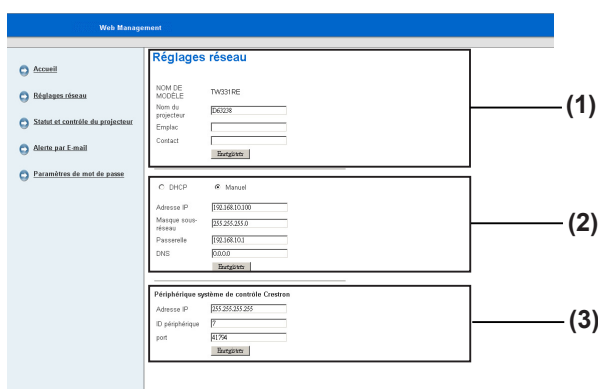 Web Management
Accueil
Réglages réseau
Statut et contrôle du projecteur
Alerte par E-mail
Paramètres de mot de passe
Réglages réseau
NOM DE MODÈLE TW331RE
Nom du projecteur D63238
Emplac
Contact
Enregistrer
(1)
DHCP Manuel
Adresse IP 192.168.10.100
Masque sous-réseau 255.255.255.0
Passerelle 192.168.10.1
DNS 0.0.0.0
Enregistrer
(2)
Périphérique système de contrôle Crestron
Adresse IP 255.255.255.255
ID périphérique 7
port 41794
Enregistrer
(3)